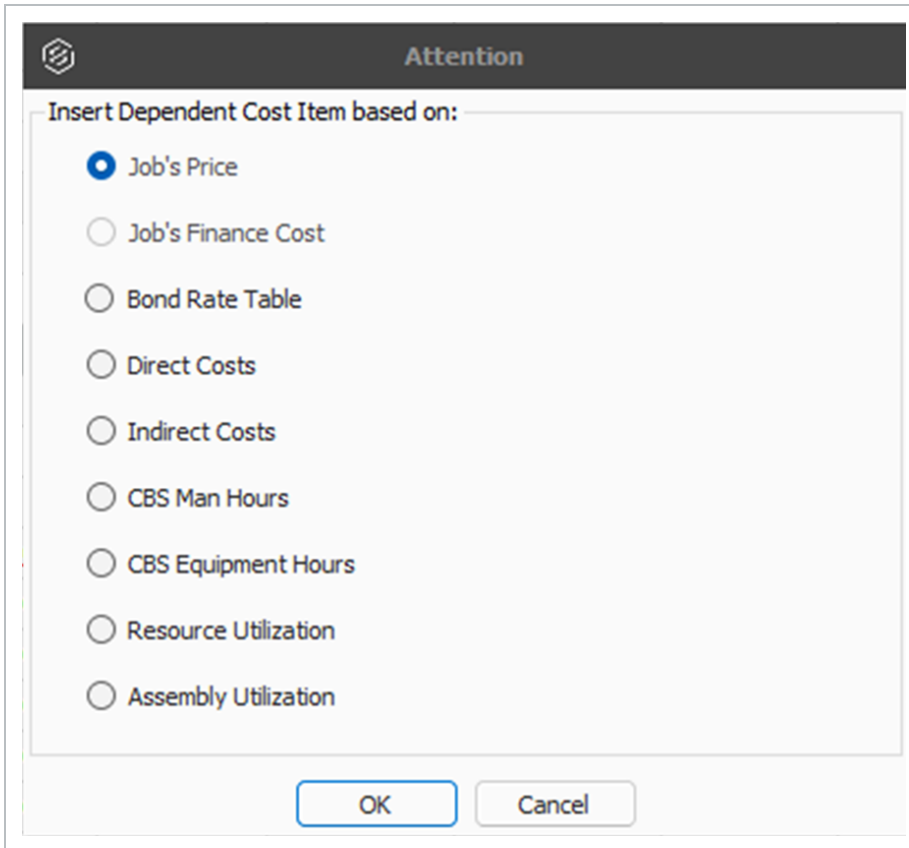 Attention
Insert Dependent Cost Item based on:
Job's Price
Job's Finance Cost
Bond Rate Table
Direct Costs
Indirect Costs
CBS Man Hours
CBS Equipment Hours
Resource Utilization
Assembly Utilization
OK Cancel